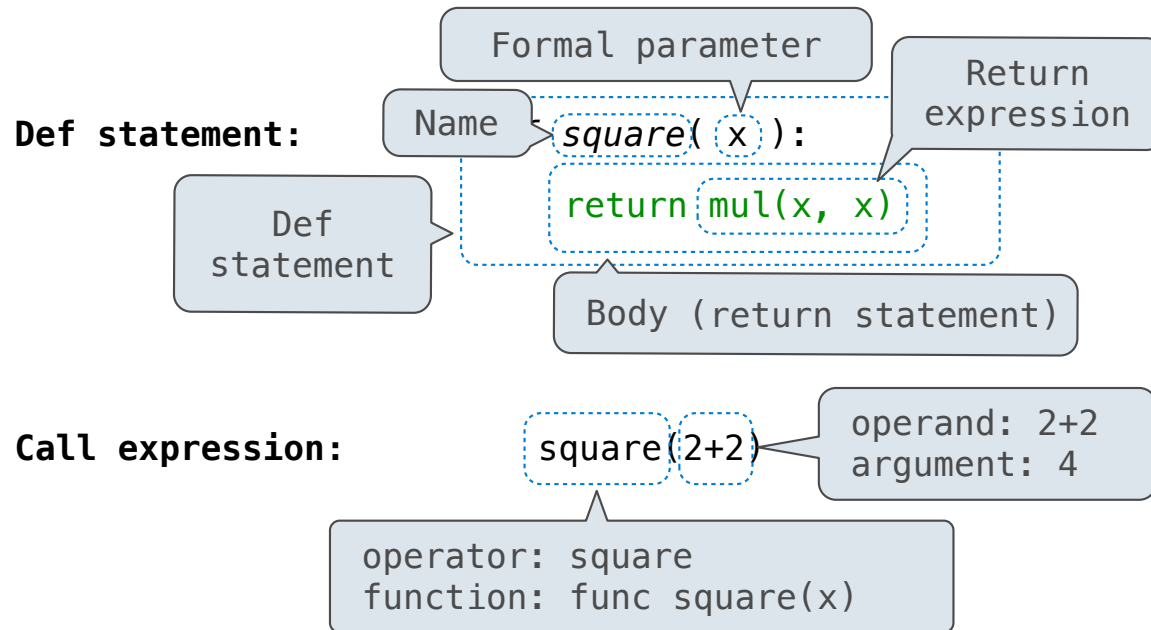 Formal parameter
Return
expression
Def statement:
Name
square( x ):
return mul(x, x)
Def
statement
Body (return statement)
Call expression:
square(2+2)
operand: 2+2
argument: 4
operator: square
function: func square(x)